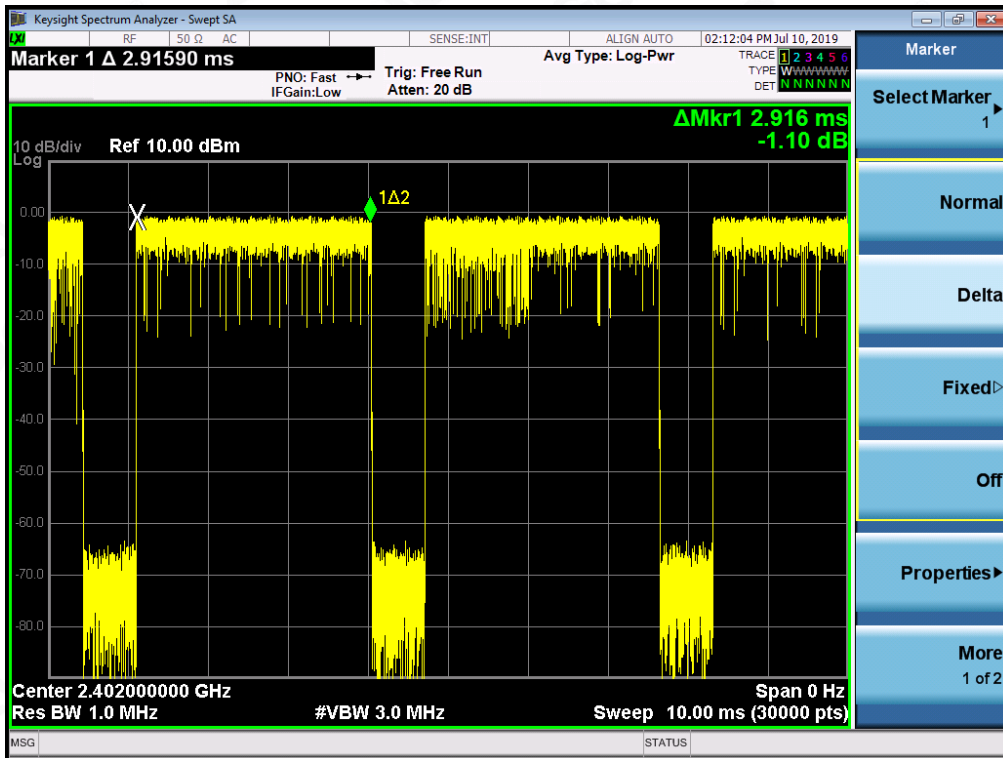 Keysight Spectrum Analyzer - Swept SA
LXI RF 50 Ω AC SENSE:INT ALIGN AUTO 02:12:04 PM Jul 10, 2019
Marker 1 Δ 2.91590 ms
PNO: Fast
IFGain:Low
Trig: Free Run
Atten: 20 dB
Avg Type: Log-Pwr
TRACE 1 2 3 4 5 6
TYPE WWWWWW
DET N N N N N N
ΔMkr1 2.916 ms
-1.10 dB
10 dB/div Ref 10.00 dBm
Log
1Δ2
0.00
-10.0
-20.0
-30.0
-40.0
-50.0
-60.0
-70.0
-80.0
Center 2.402000000 GHz Span 0 Hz
Res BW 1.0 MHz #VBW 3.0 MHz Sweep 10.00 ms (30000 pts)
MSG STATUS
Marker
Select Marker
1
Normal
Delta
Fixed
Off
Properties
More
1 of 2